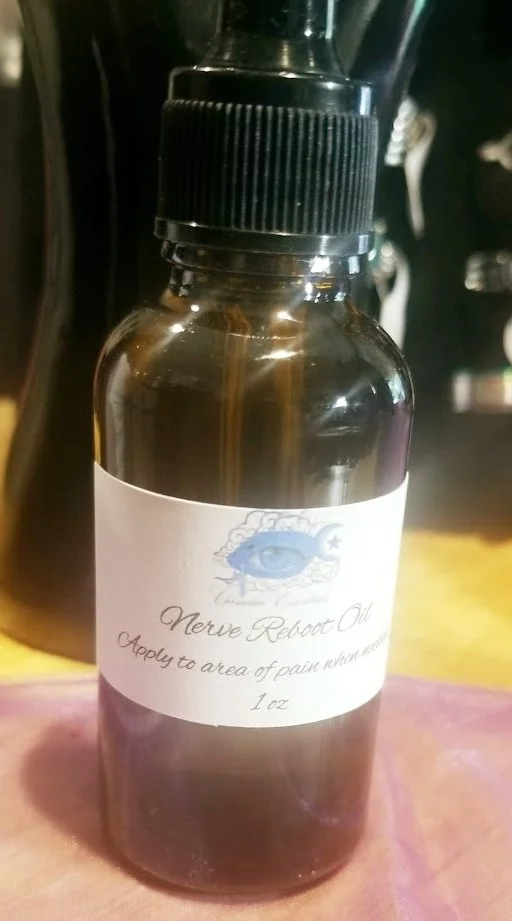 Nerve Reboot Oil
Apply to area of pain when
1 oz